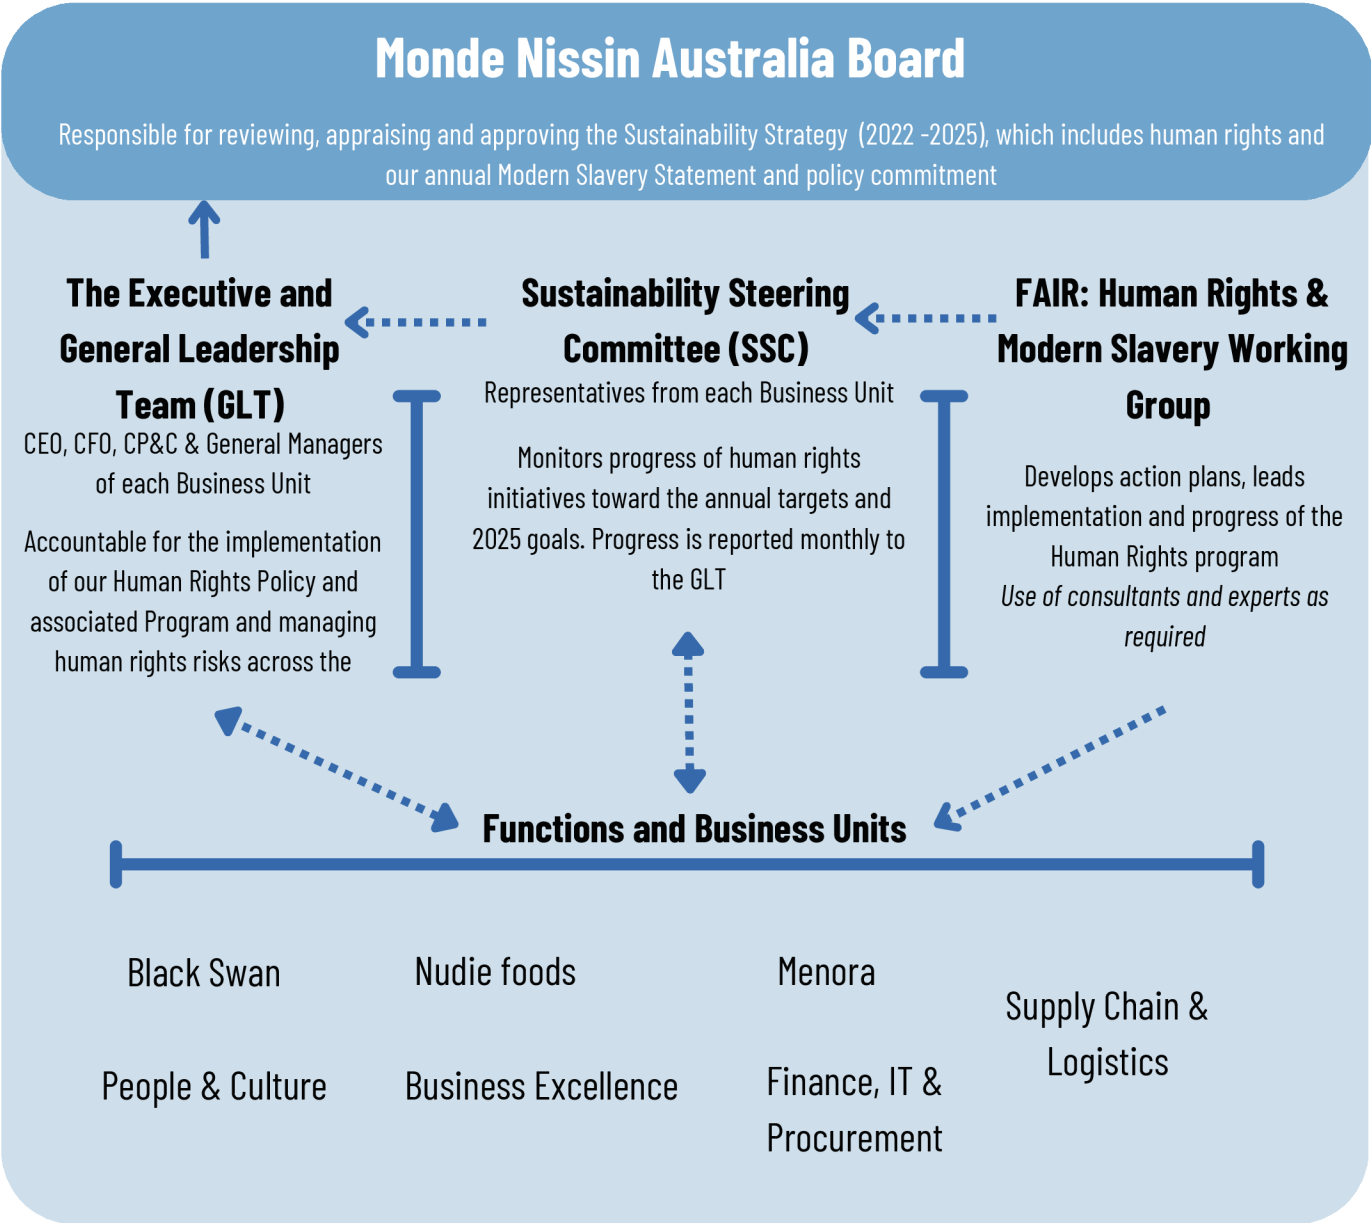 Monde Nissin Australia Board
Responsible for reviewing, appraising and approving the Sustainability Strategy (2022 -2025), which includes human rights and
our annual Modern Slavery Statement and policy commitment
The Executive and
General Leadership
Team (GLT)
CEO, CFO, CP&C & General Managers
of each Business Unit
Accountable for the implementation
of our Human Rights Policy and
associated Program and managing
human rights risks across the
Sustainability Steering
Committee (SSC)
Representatives from each Business Unit
Monitors progress of human rights
initiatives toward the annual targets and
2025 goals. Progress is reported monthly to
the GLT
FAIR: Human Rights &
Modern Slavery Working
Group
Develops action plans, leads
implementation and progress of the
Human Rights program
Use of consultants and experts as
required
Functions and Business Units
Black Swan
Nudie foods
Menora
Supply Chain &
Logistics
People & Culture
Business Excellence
Finance, IT &
Procurement